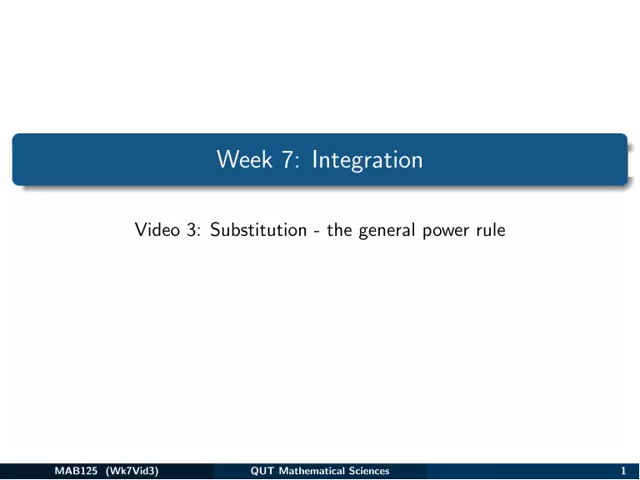 Week 7: Integration
Video 3: Substitution - the general power rule
MAB125 (Wk7Vid3) QUT Mathematical Sciences 1